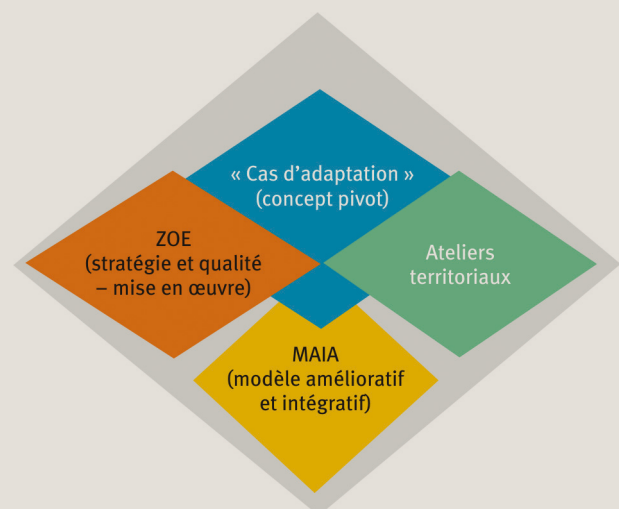 « Cas d’adaptation »
(concept pivot)
ZOE
(stratégie et qualité
– mise en œuvre)
Ateliers
territoriaux
MAIA
(modèle amélioratif
et intégratif)